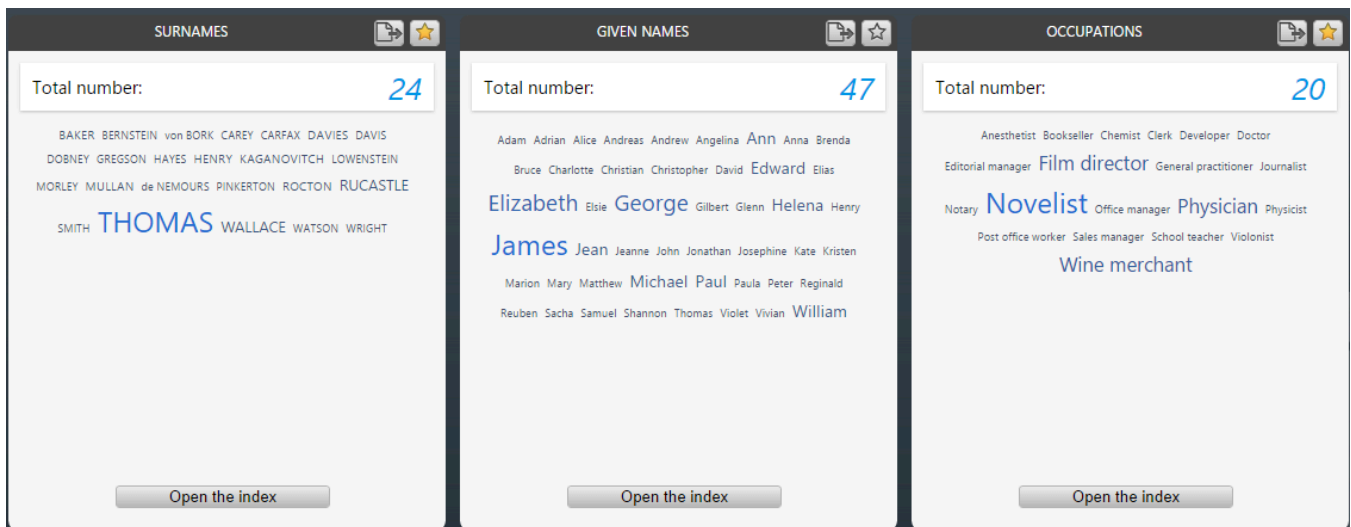 SURNAMES
Total number: 24
BAKER BERNSTEIN von BORK CAREY CARFAX DAVIES DAVIS
DOBNEY GREGSON HAYES HENRY KAGANOVITCH LOWENSTEIN
MORLEY MULLAN de NEMOURS PINKERTON ROCTON RUCASTLE
SMITH THOMAS WALLACE WATSON WRIGHT
Open the index
GIVEN NAMES
Total number: 47
Adam Adrian Alice Andreas Andrew Angelina Ann Anna Brenda
Bruce Charlotte Christian Christopher David Edward Elias
Elizabeth Elsie George Gilbert Glenn Helena Henry
James Jean Jeanne John Jonathan Josephine Kate Kristen
Marion Mary Matthew Michael Paul Paula Peter Reginald
Reuben Sacha Samuel Shannon Thomas Violet Vivian William
Open the index
OCCUPATIONS
Total number: 20
Anesthetist Bookseller Chemist Clerk Developer Doctor
Editorial manager Film director General practitioner Journalist
Notary Novelist Office manager Physician Physicist
Post office worker Sales manager School teacher Violonist
Wine merchant
Open the index